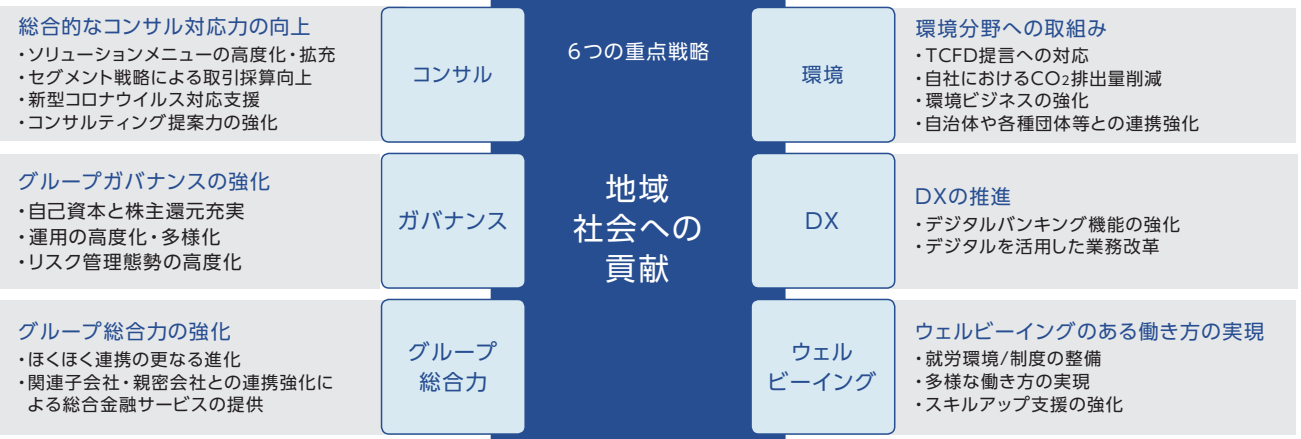 6つの重点戦略
地域
社会への
貢献
コンサル
総合的なコンサル対応力の向上
・ソリューションメニューの高度化・拡充
・セグメント戦略による取引採算向上
・新型コロナウイルス対応支援
・コンサルティング提案力の強化
ガバナンス
グループガバナンスの強化
・自己資本と株主還元充実
・運用の高度化・多様化
・リスク管理態勢の高度化
グループ
総合力
グループ総合力の強化
・ほくほく連携の更なる進化
・関連子会社・親密会社との連携強化に
よる総合金融サービスの提供
環境
環境分野への取組み
・TCFD提言への対応
・自社におけるCO₂排出量削減
・環境ビジネスの強化
・自治体や各種団体等との連携強化
DX
DXの推進
・デジタルバンキング機能の強化
・デジタルを活用した業務改革
ウェル
ビーイング
ウェルビーイングのある働き方の実現
・就労環境/制度の整備
・多様な働き方の実現
・スキルアップ支援の強化